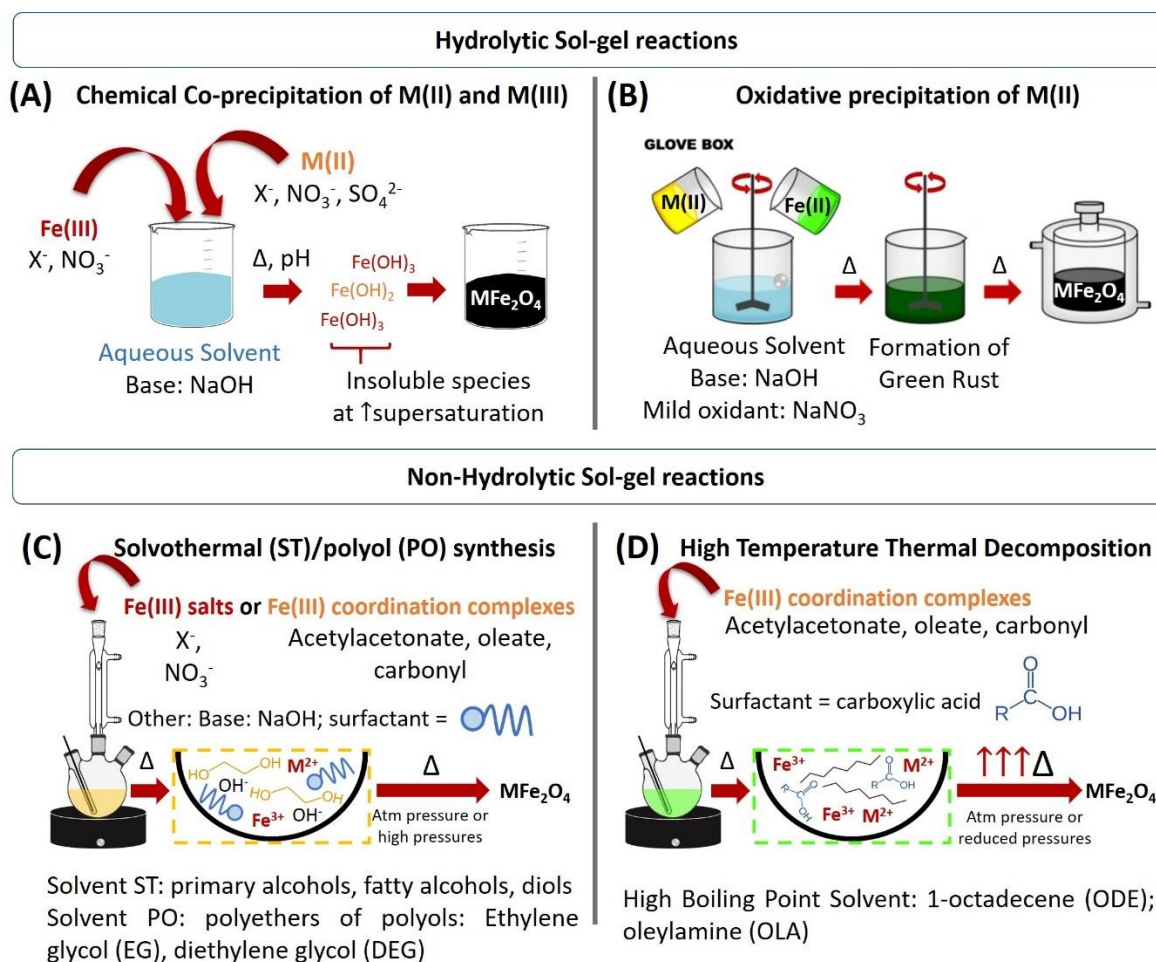 Hydrolytic Sol-gel reactions
(A) Chemical Co-precipitation of M(II) and M(III)
M(II)
X⁻, NO₃⁻, SO₄²⁻
Fe(III)
X⁻, NO₃⁻
Δ, pH
Fe(OH)₃
Fe(OH)₂
Fe(OH)₃
MFe₂O₄
Aqueous Solvent
Base: NaOH
Insoluble species
at ↑supersaturation
(B) Oxidative precipitation of M(II)
GLOVE BOX
M(II)
Fe(II)
Δ
Δ
MFe₂O₄
Aqueous Solvent
Base: NaOH
Mild oxidant: NaNO₃
Formation of
Green Rust
Non-Hydrolytic Sol-gel reactions
(C) Solvothermal (ST)/polyol (PO) synthesis
Fe(III) salts or Fe(III) coordination complexes
X⁻,
NO₃⁻
Acetylacetonate, oleate,
carbonyl
Other: Base: NaOH; surfactant =
Δ
HO
OH
M²⁺
OH⁻
HO
OH
Fe³⁺
OH⁻
Δ
Atm pressure or
high pressures
MFe₂O₄
Solvent ST: primary alcohols, fatty alcohols, diols
Solvent PO: polyethers of polyols: Ethylene
glycol (EG), diethylene glycol (DEG)
(D) High Temperature Thermal Decomposition
Fe(III) coordination complexes
Acetylacetonate, oleate, carbonyl
Surfactant = carboxylic acid
O
C
R
OH
Δ
Fe³⁺
M²⁺
R
C
O
OH
R
C
O
OH
Fe³⁺ M²⁺
↑↑↑Δ
Atm pressure or
reduced pressures
MFe₂O₄
High Boiling Point Solvent: 1-octadecene (ODE);
oleylamine (OLA)